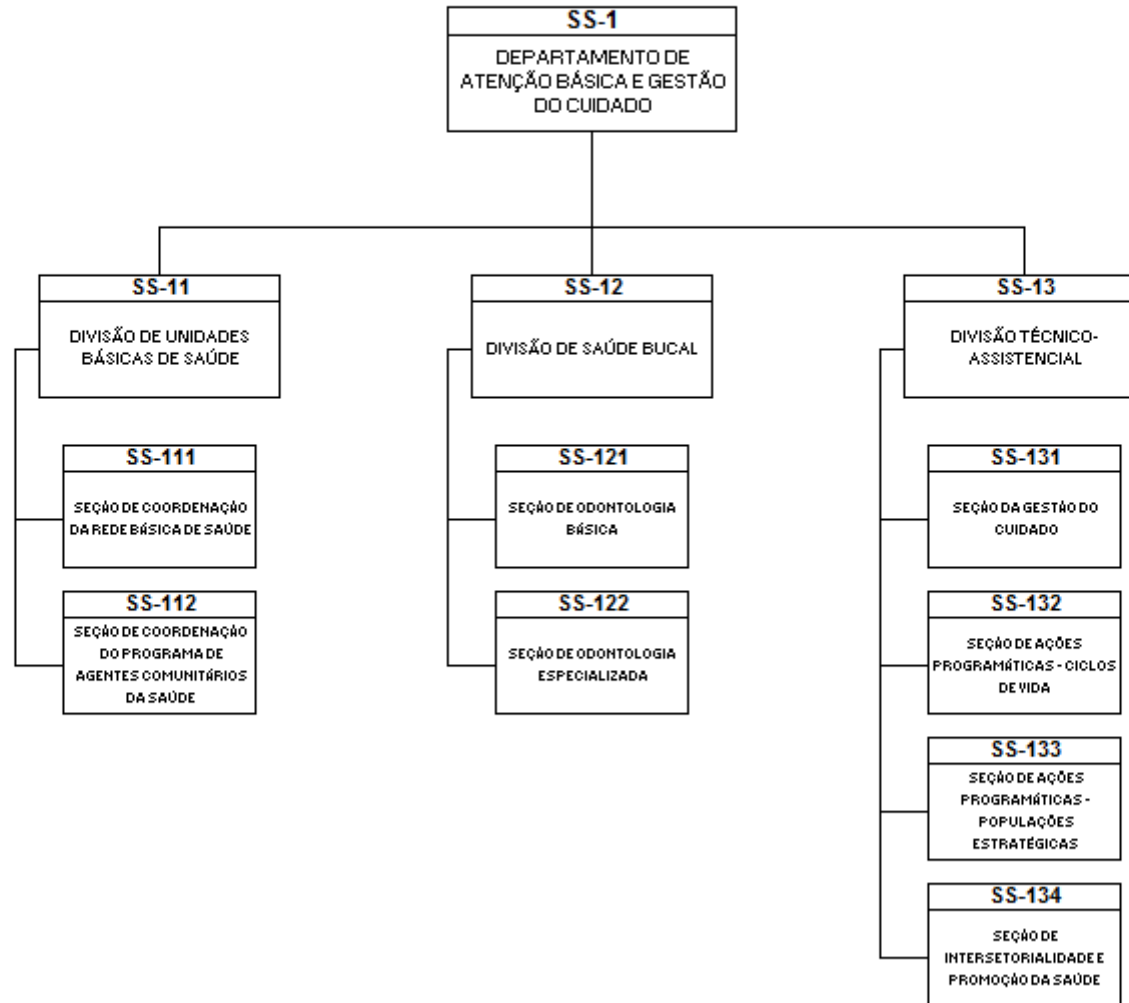 SS-1
DEPARTAMENTO DE
ATENÇÃO BÁSICA E GESTÃO
DO CUIDADO
SS-11
DIVISÃO DE UNIDADES
BÁSICAS DE SAÚDE
SS-111
SEÇÃO DE COORDENAÇÃO
DA REDE BÁSICA DE SAÚDE
SS-112
SEÇÃO DE COORDENAÇÃO
DO PROGRAMA DE
AGENTES COMUNITÁRIOS
DA SAÚDE
SS-12
DIVISÃO DE SAÚDE BUCAL
SS-121
SEÇÃO DE ODONTOLOGIA
BÁSICA
SS-122
SEÇÃO DE ODONTOLOGIA
ESPECIALIZADA
SS-13
DIVISÃO TÉCNICO-
ASSISTENCIAL
SS-131
SEÇÃO DA GESTÃO DO
CUIDADO
SS-132
SEÇÃO DE AÇÕES
PROGRAMÁTICAS - CICLOS
DE VIDA
SS-133
SEÇÃO DE AÇÕES
PROGRAMÁTICAS -
POPULAÇÕES
ESTRATÉGICAS
SS-134
SEÇÃO DE
INTERSETORIALIDADE E
PROMOÇÃO DA SAÚDE